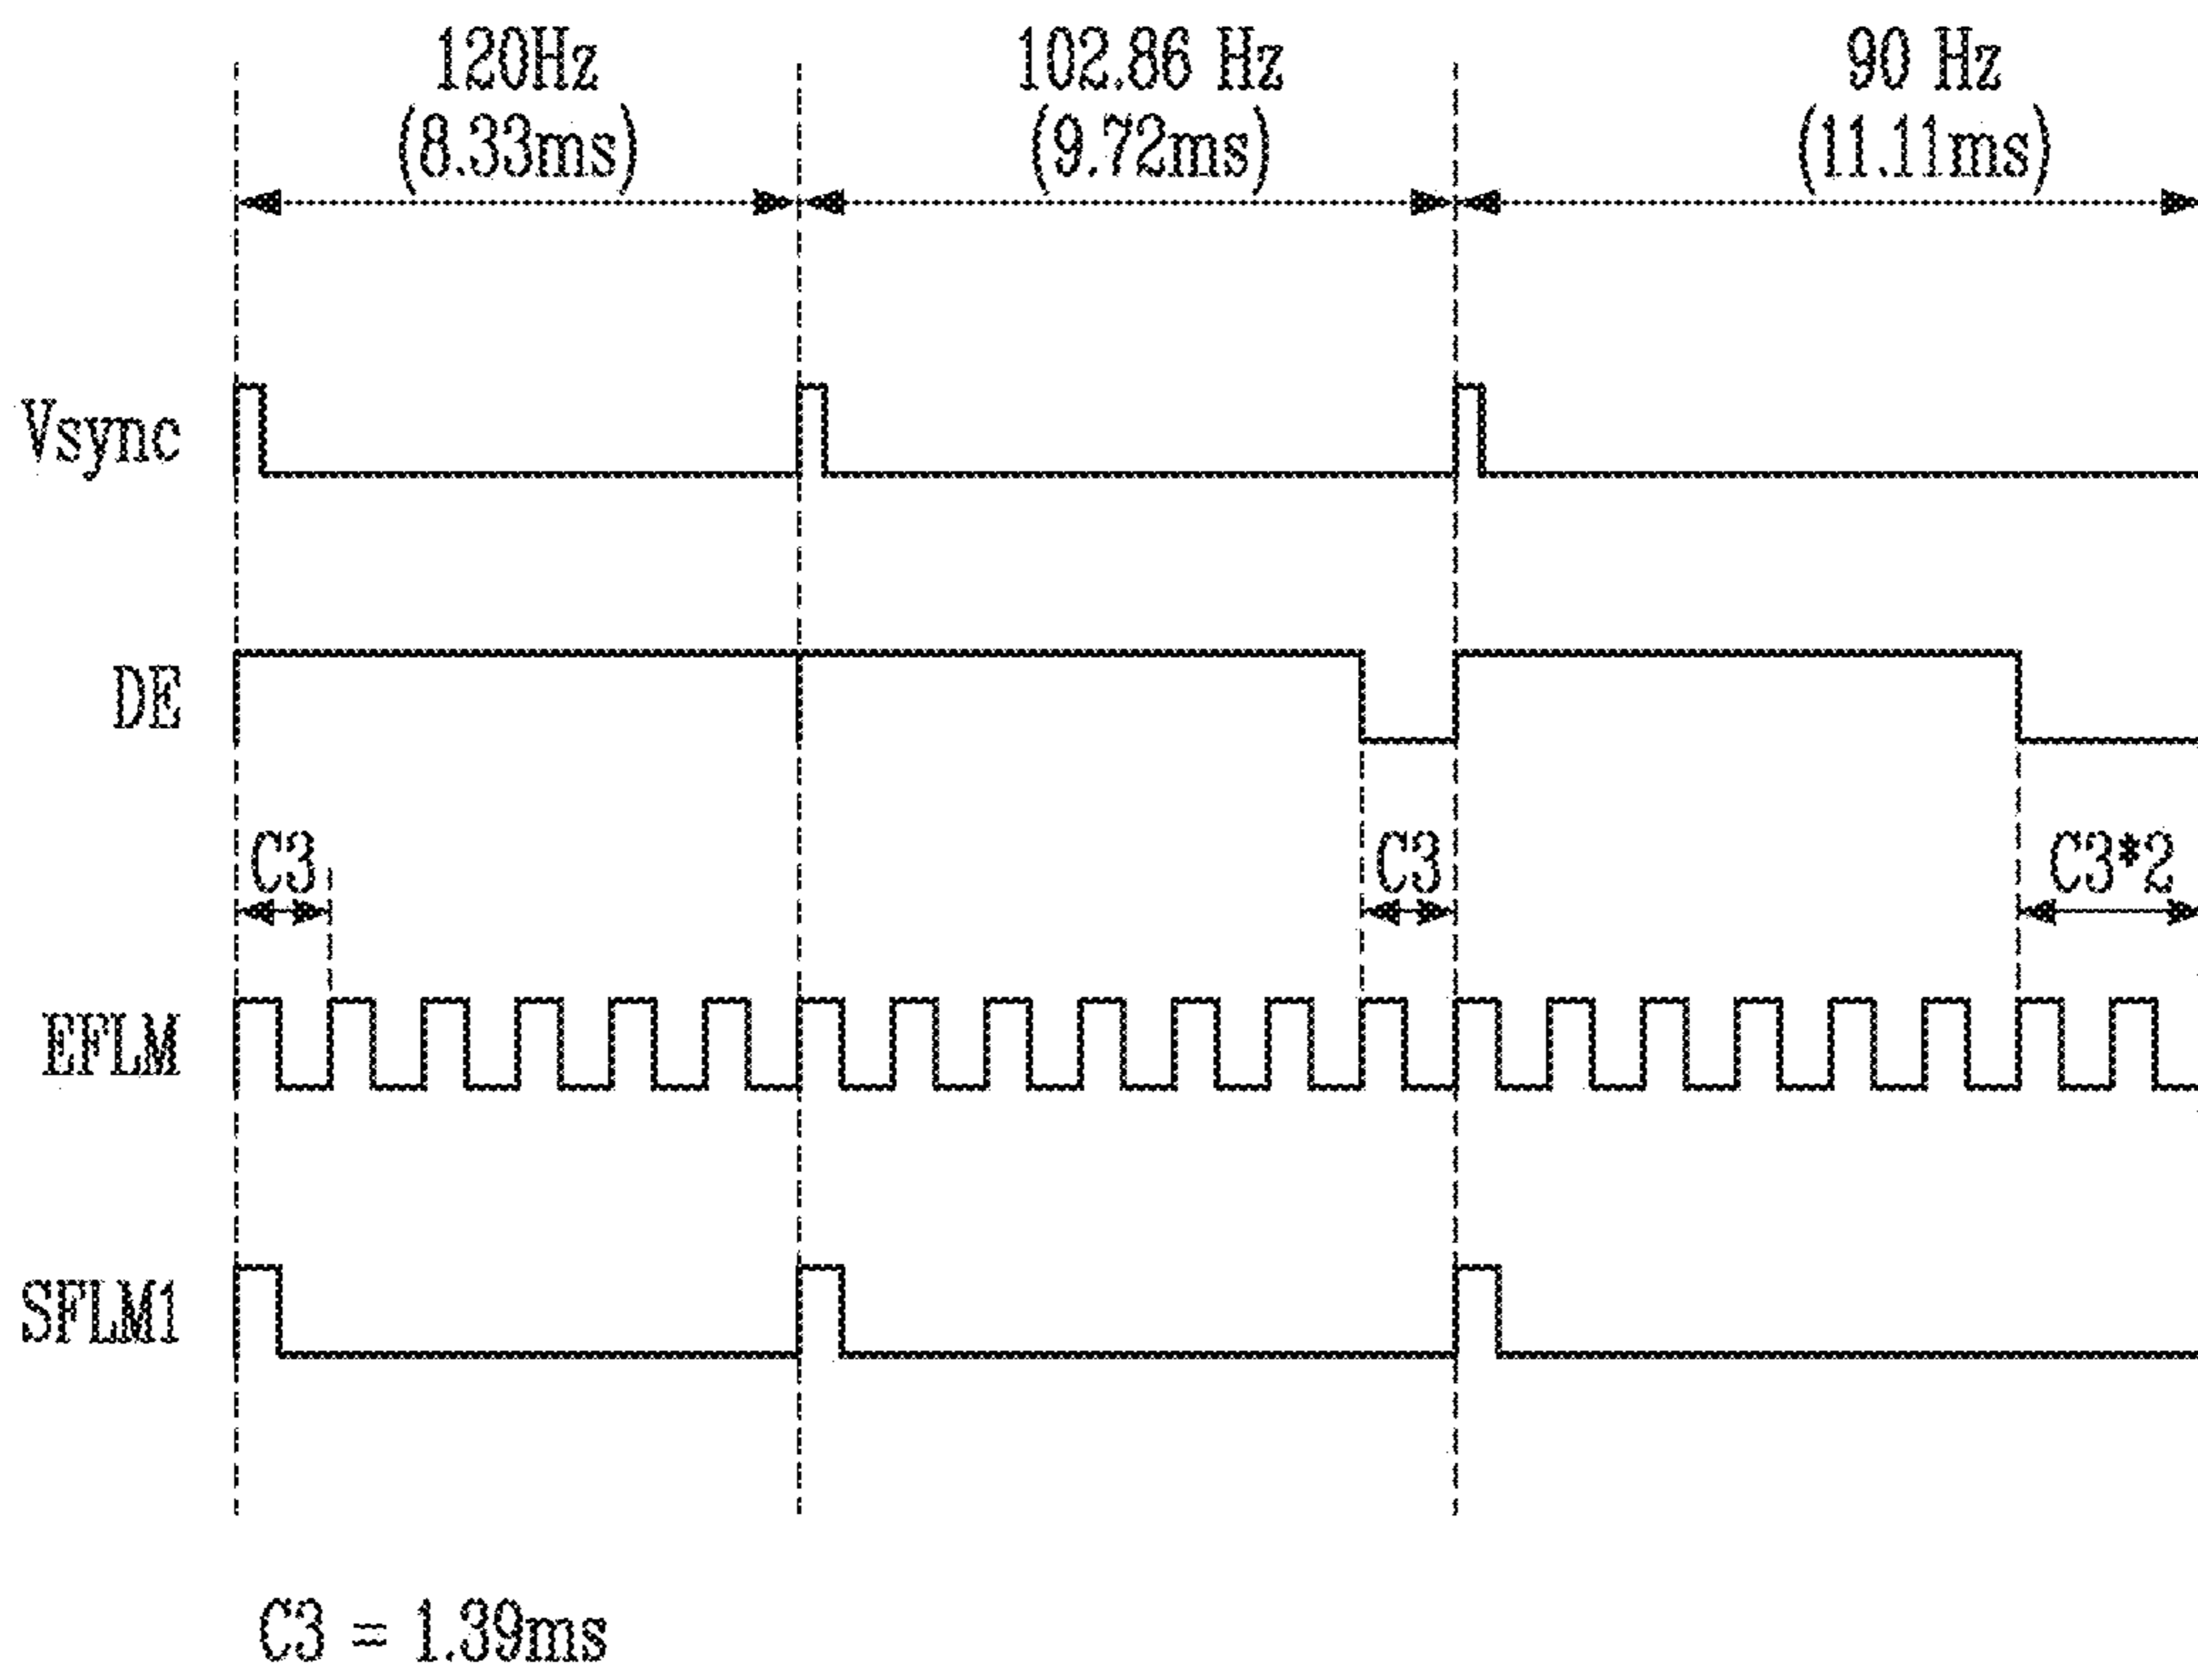 120Hz
(8.33ms)
102.86 Hz
(9.72ms)
90 Hz
(11.11ms)
Vsync
DE
C3
C3
C3*2
EFLM
SFLM1
C3 = 1.39ms